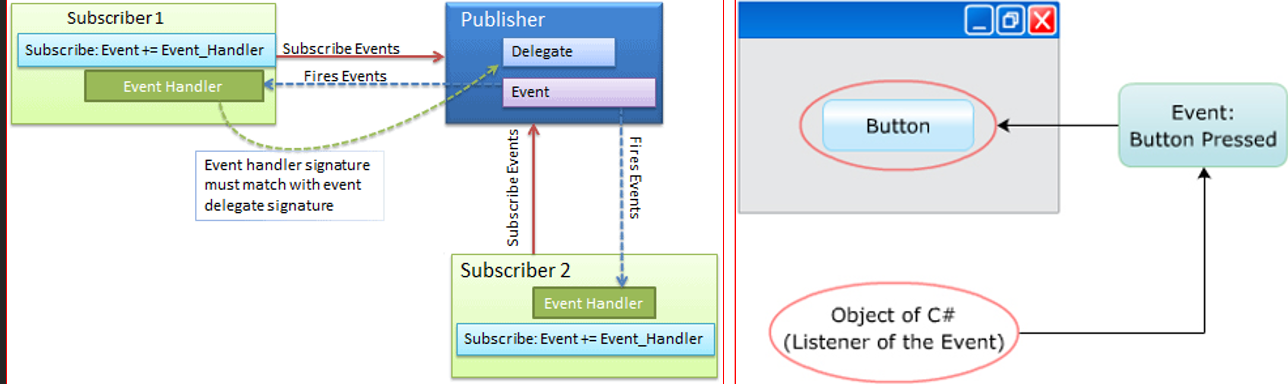 Subscriber 1
Subscribe: Event += Event_Handler
Event Handler
Subscribe Events
Fires Events
Publisher
Delegate
Event
Event handler signature
must match with event
delegate signature
Subscribe Events
Fires Events
Subscriber 2
Event Handler
Subscribe: Event += Event_Handler
Button
Event:
Button Pressed
Object of C#
(Listener of the Event)